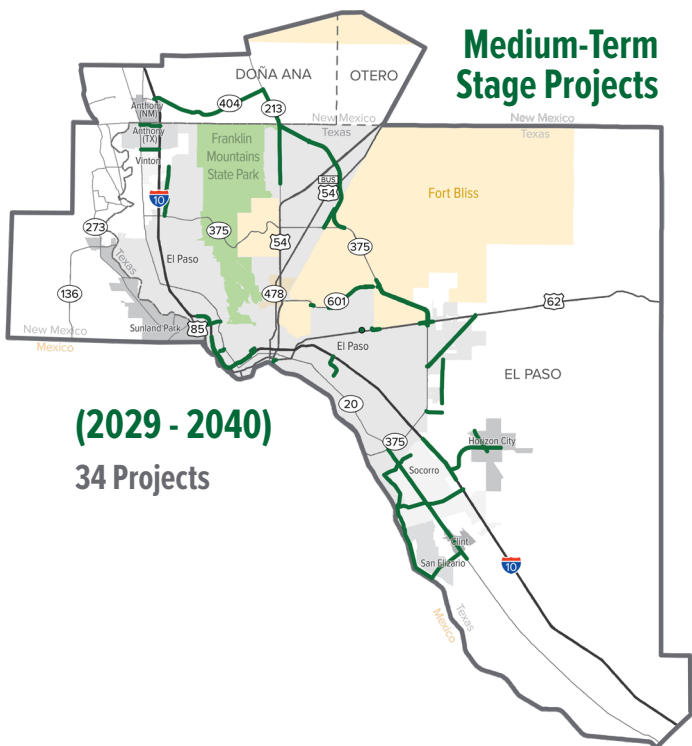 Medium-Term
Stage Projects
DOÑA ANA
OTERO
404
213
Anthony
(NM)
Anthony
(TX)
Vinton
New Mexico
Texas
New Mexico
Texas
Franklin
Mountains
State Park
BUS
54
Fort Bliss
10
273
375
54
375
136
Texas
El Paso
478
601
62
New Mexico
Mexico
Sunland Park
85
El Paso
EL PASO
20
(2029 - 2040)
34 Projects
375
Horizon City
Socorro
Clint
San Elizario
10
Mexico
Texas